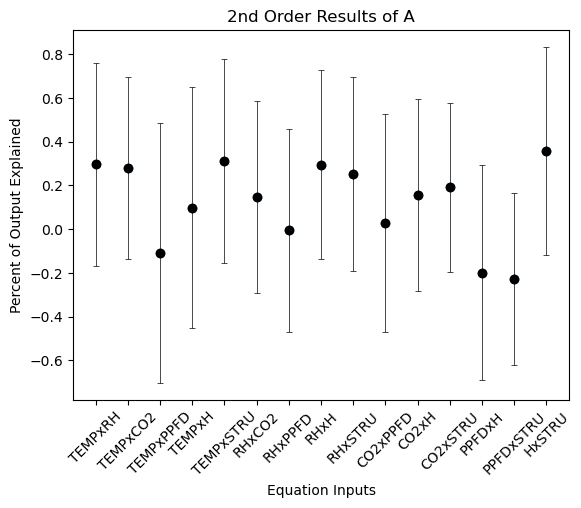 2nd Order Results of A
Percent of Output Explained
0.8
0.6
0.4
0.2
0.0
−0.2
−0.4
−0.6
TEMPxRH
TEMPxCO2
TEMPxPPFD
TEMPxH
TEMPxSTRU
RHxCO2
RHxPPFD
RHxH
RHxSTRU
CO2xPPFD
CO2xH
CO2xSTRU
PPFDxH
PPFDxSTRU
HxSTRU
Equation Inputs